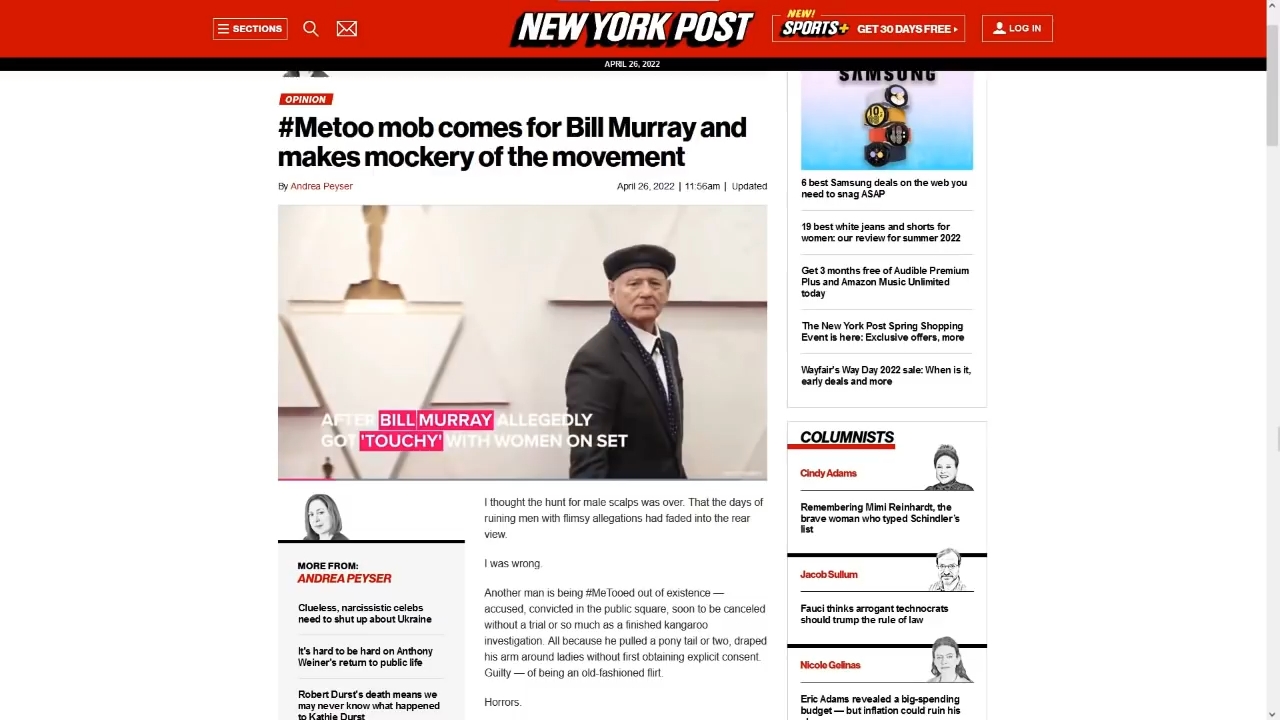 SECTIONS
NEW YORK POST
NEW!
SPORTS+
GET 30 DAYS FREE
LOG IN
APRIL 26, 2022
OPINION
#Metoo mob comes for Bill Murray and
makes mockery of the movement
By Andrea Peyser
April 26, 2022 | 11:56am | Updated
AFTER BILL MURRAY ALLEGEDLY
GOT 'TOUCHY' WITH WOMEN ON SET
MORE FROM:
ANDREA PEYSER
Clueless, narcissistic celebs
need to shut up about Ukraine
It's hard to be hard on Anthony
Weiner's return to public life
Robert Durst's death means we
may never know what happened
to Kathie Durst
I thought the hunt for male scalps was over. That the days of
ruining men with flimsy allegations had faded into the rear
view.
I was wrong.
Another man is being #MeTooed out of existence —
accused, convicted in the public square, soon to be canceled
without a trial or so much as a finished kangaroo
investigation. All because he pulled a pony tail or two, draped
his arm around ladies without first obtaining explicit consent.
Guilty — of being an old-fashioned flirt.
Horrors.
SAMSUNG
6 best Samsung deals on the web you
need to snag ASAP
19 best white jeans and shorts for
women: our review for summer 2022
Get 3 months free of Audible Premium
Plus and Amazon Music Unlimited
today
The New York Post Spring Shopping
Event is here: Exclusive offers, more
Wayfair's Way Day 2022 sale: When is it,
early deals and more
COLUMNISTS
Cindy Adams
Remembering Mimi Reinhardt, the
brave woman who typed Schindler's
list
Jacob Sullum
Fauci thinks arrogant technocrats
should trump the rule of law
Nicole Gelinas
Eric Adams revealed a big-spending
budget — but inflation could ruin his